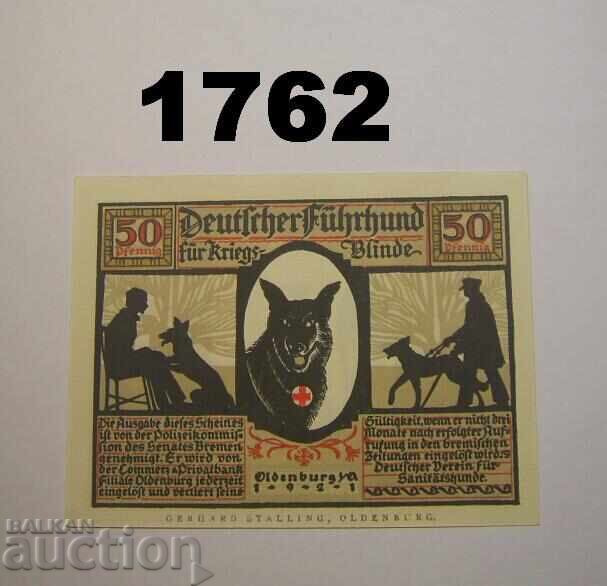 1762
50 Pfennig
Deutscher Führhund
50 Pfennig
für Kriegs-Blinde
Die Ausgabe dieses Scheines
ist von der Polizeikommis-
sion des Senates Bremens
genehmigt. Er wird von
der Commerz & Privatbank
Filiale Oldenburg jederzeit
eingelöst und verliert seine
Gültigkeit, wenn er nicht drei
Monate nach erfolgter Auf-
rufung in den bremischen
Zeitungen eingelöst wird.
Deutscher Verein für
Sanitätshunde.
Oldenburg i/Gr
1921
GERHARD STALLING, OLDENBURG.
BALKAN
auction